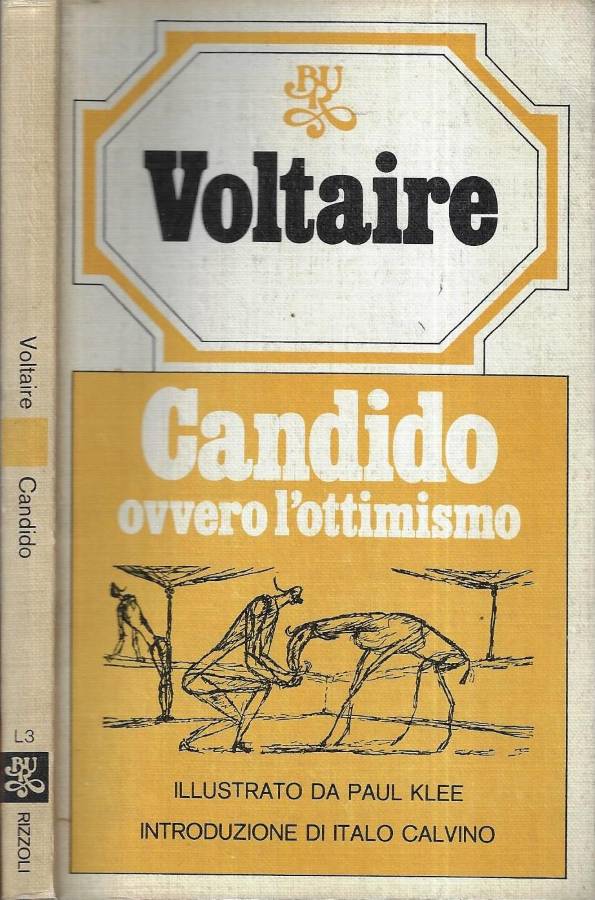 BUR
Voltaire
Candido
ovvero l'ottimismo
ILLUSTRATO DA PAUL KLEE
INTRODUZIONE DI ITALO CALVINO
Voltaire
Candido
L3
BUR
RIZZOLI